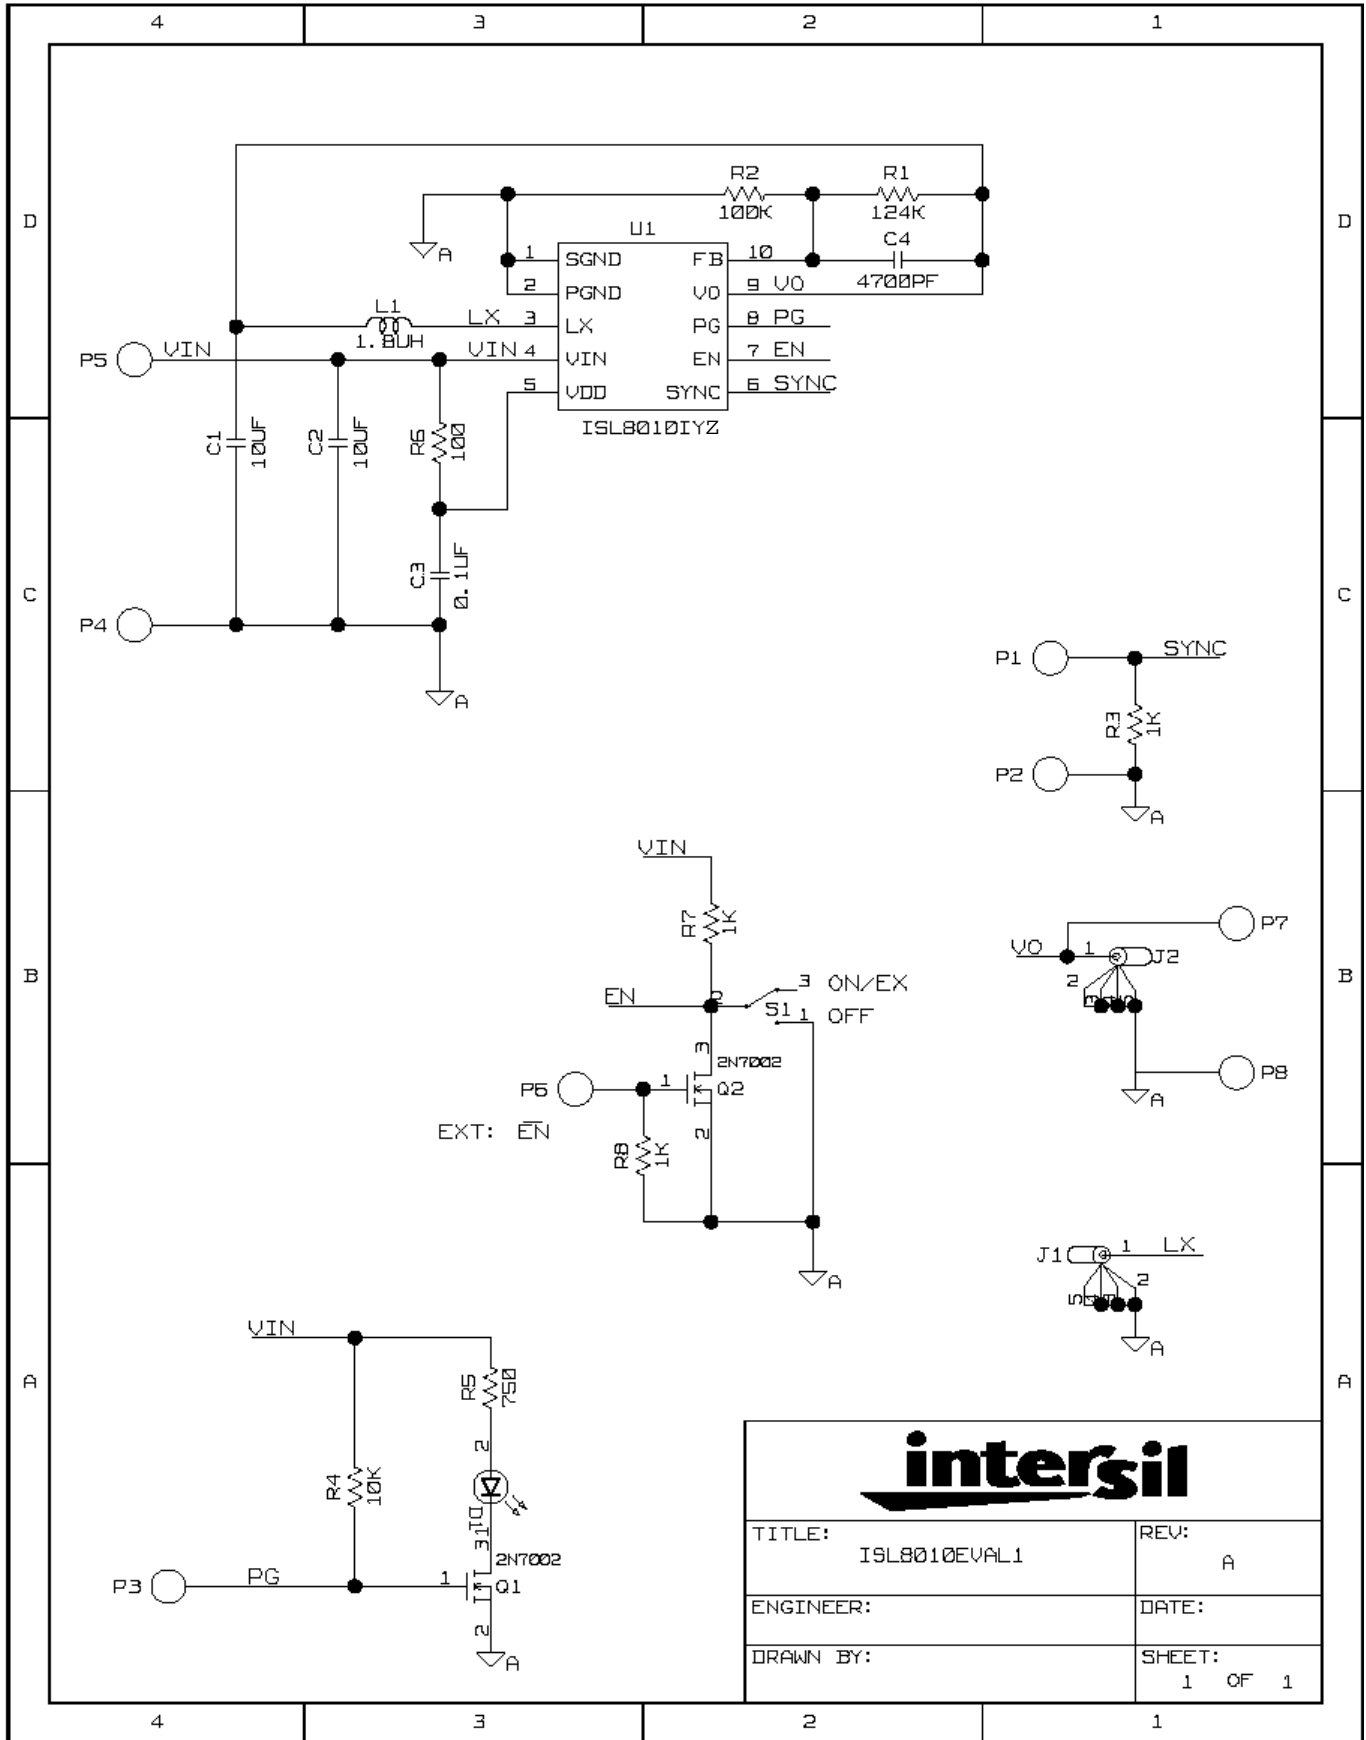 4 3 2 1
R2 R1
100K 124K
D D
U1 C4
A
1 SGND FB 10
4700PF
2 PGND VO 9 VO
L1
LX 3 LX PG 8 PG
1.8UH
P5 VIN VIN 4 VIN EN 7 EN
5 VDD SYNC 6 SYNC
ISL8010IYZ
C1 10UF C2 10UF R6 100
C3 0.1UF
C C
P4
P1 SYNC
A
R3 1K
P2
A
VIN
R7 1K
P7
VO 1 J2
B B
2 3 ON/EX
2
EN S1 1 OFF
3 2N7002
P6 1 Q2
P8
A
EXT: EN
2
R8 1K
J1 1 LX
2
A
5
VIN
A
R5 750
A A
2
R4 10K
D1
1
3
2N7002
P3 PG 1 Q1
2
A
intersil
TITLE: REV:
ISL8010EVAL1 A
ENGINEER: DATE:
DRAWN BY: SHEET:
1 OF 1
4 3 2 1